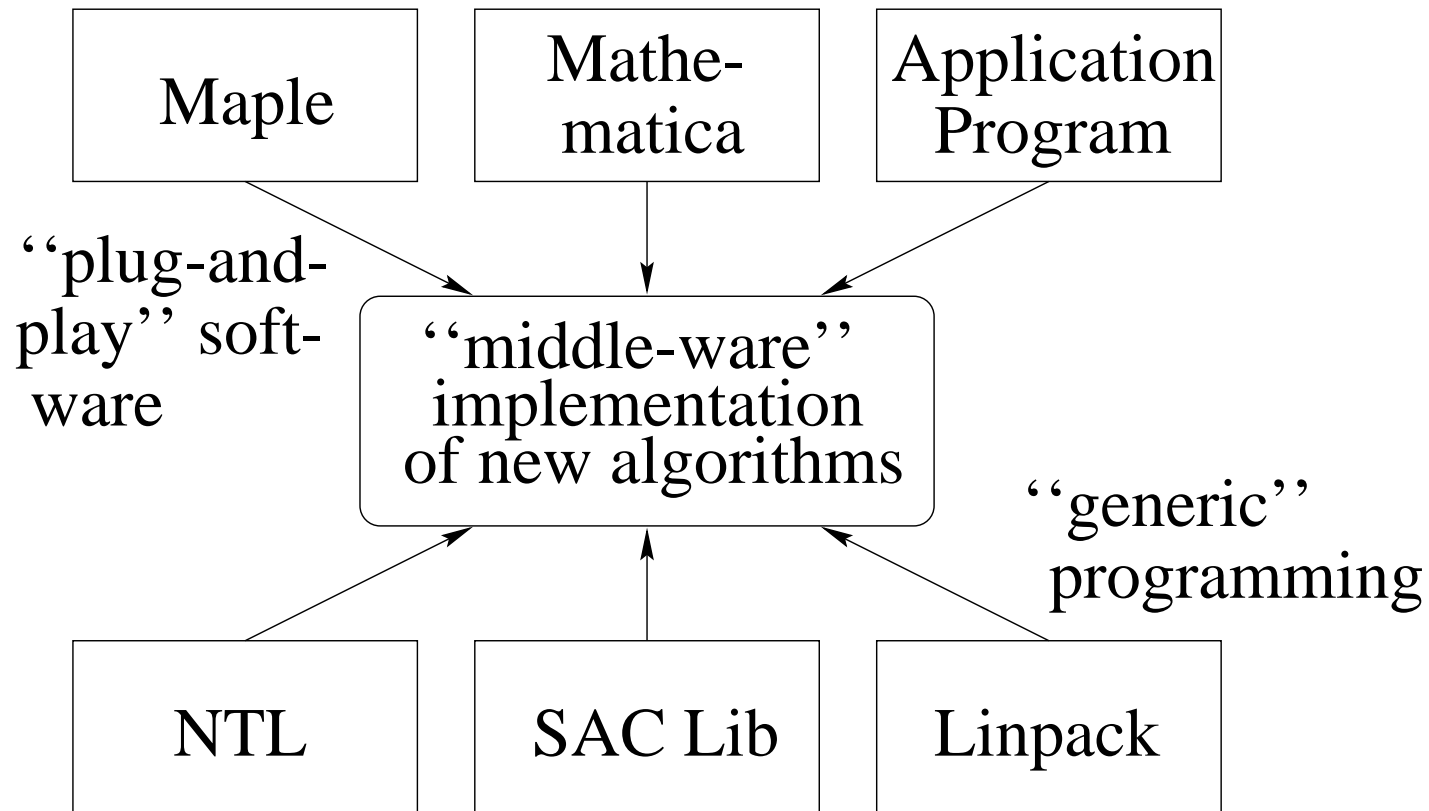 Maple
Mathe-
matica
Application
Program
‘‘plug-and-
play’’ soft-
ware
‘‘middle-ware’’
implementation
of new algorithms
‘‘generic’’
programming
NTL
SAC Lib
Linpack